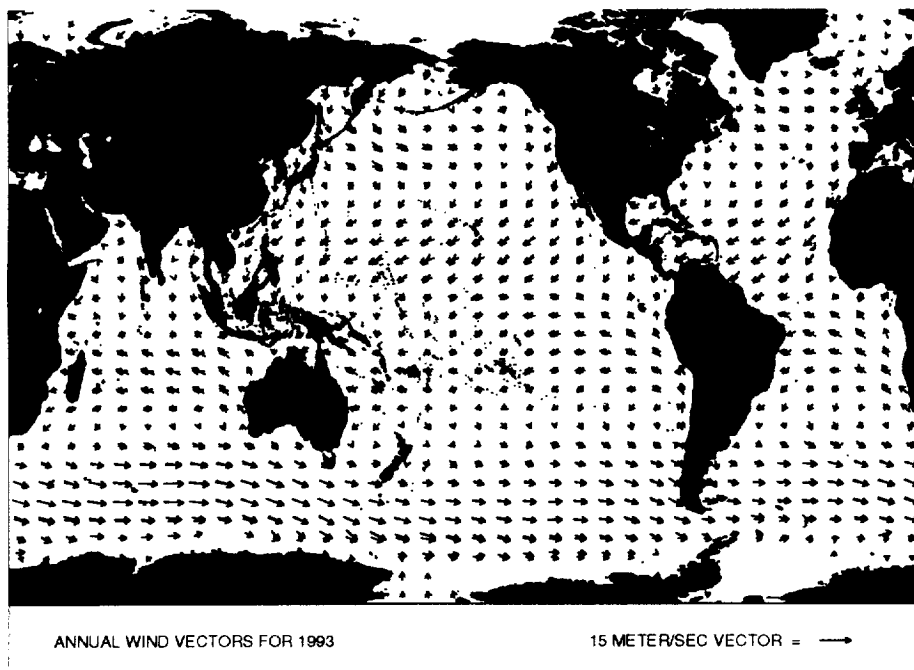 ANNUAL WIND VECTORS FOR 1993
15 METER/SEC VECTOR =